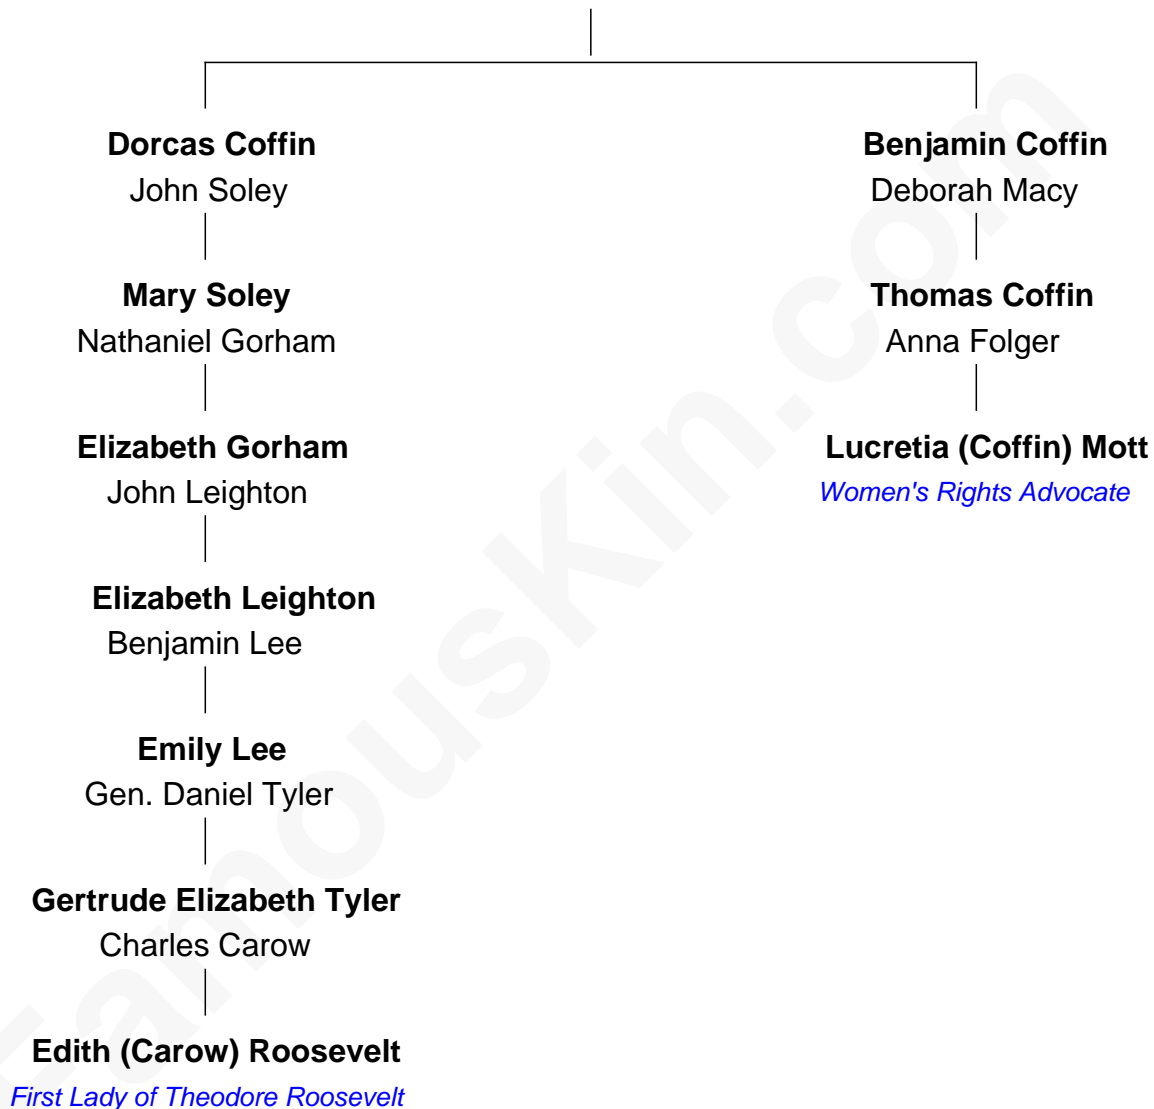 Dorcas Coffin
John Soley
Mary Soley
Nathaniel Gorham
Elizabeth Gorham
John Leighton
Elizabeth Leighton
Benjamin Lee
Emily Lee
Gen. Daniel Tyler
Gertrude Elizabeth Tyler
Charles Carow
Edith (Carow) Roosevelt
First Lady of Theodore Roosevelt
Benjamin Coffin
Deborah Macy
Thomas Coffin
Anna Folger
Lucretia (Coffin) Mott
Women's Rights Advocate
FamousKin.com